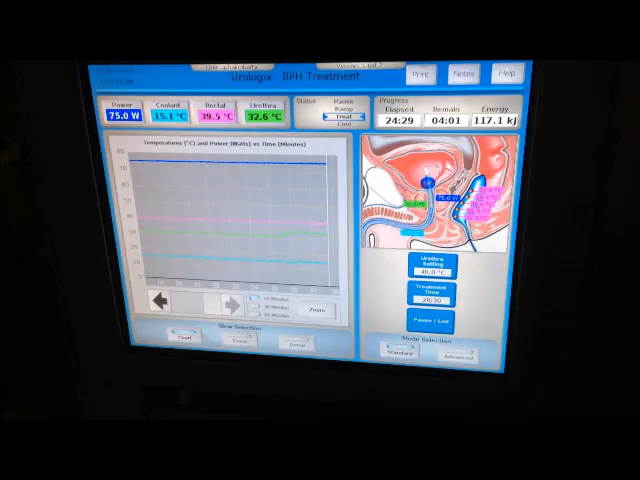 Urologix - BPH Treatment
Print
Notes
Help
Power
75.0 W
Coolant
15.1 °C
Rectal
39.5 °C
Urethra
32.6 °C
Status
Pause
Ramp
Treat
Cool
Progress
Elapsed
24:29
Remain
04:01
Energy
117.1 kJ
Temperatures (°C) and Power (Watts) vs Time (Minutes)
80
70
60
50
40
30
20
10
0
75.0 W
Urethra
Setting
40.0 °C
Treatment
Time
28:30
Pause / End
Zoom
View Selection
Chart
Detail
Mode Selection
Standard
Advanced